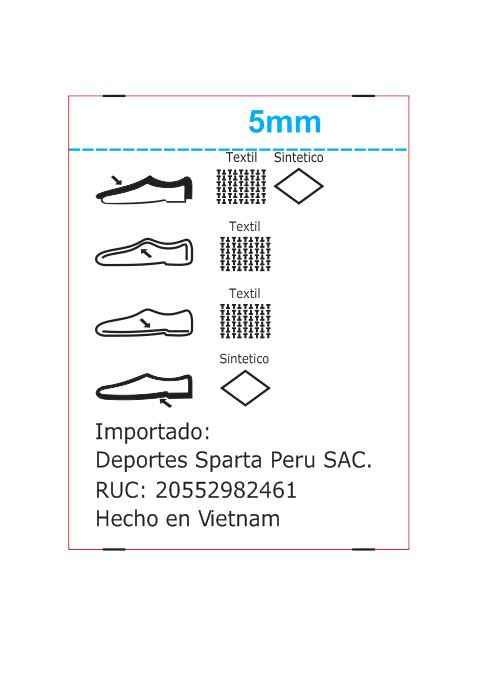 5mm
Textil Sintetico
Textil
Textil
Sintetico
Importado:
Deportes Sparta Peru SAC.
RUC: 20552982461
Hecho en Vietnam